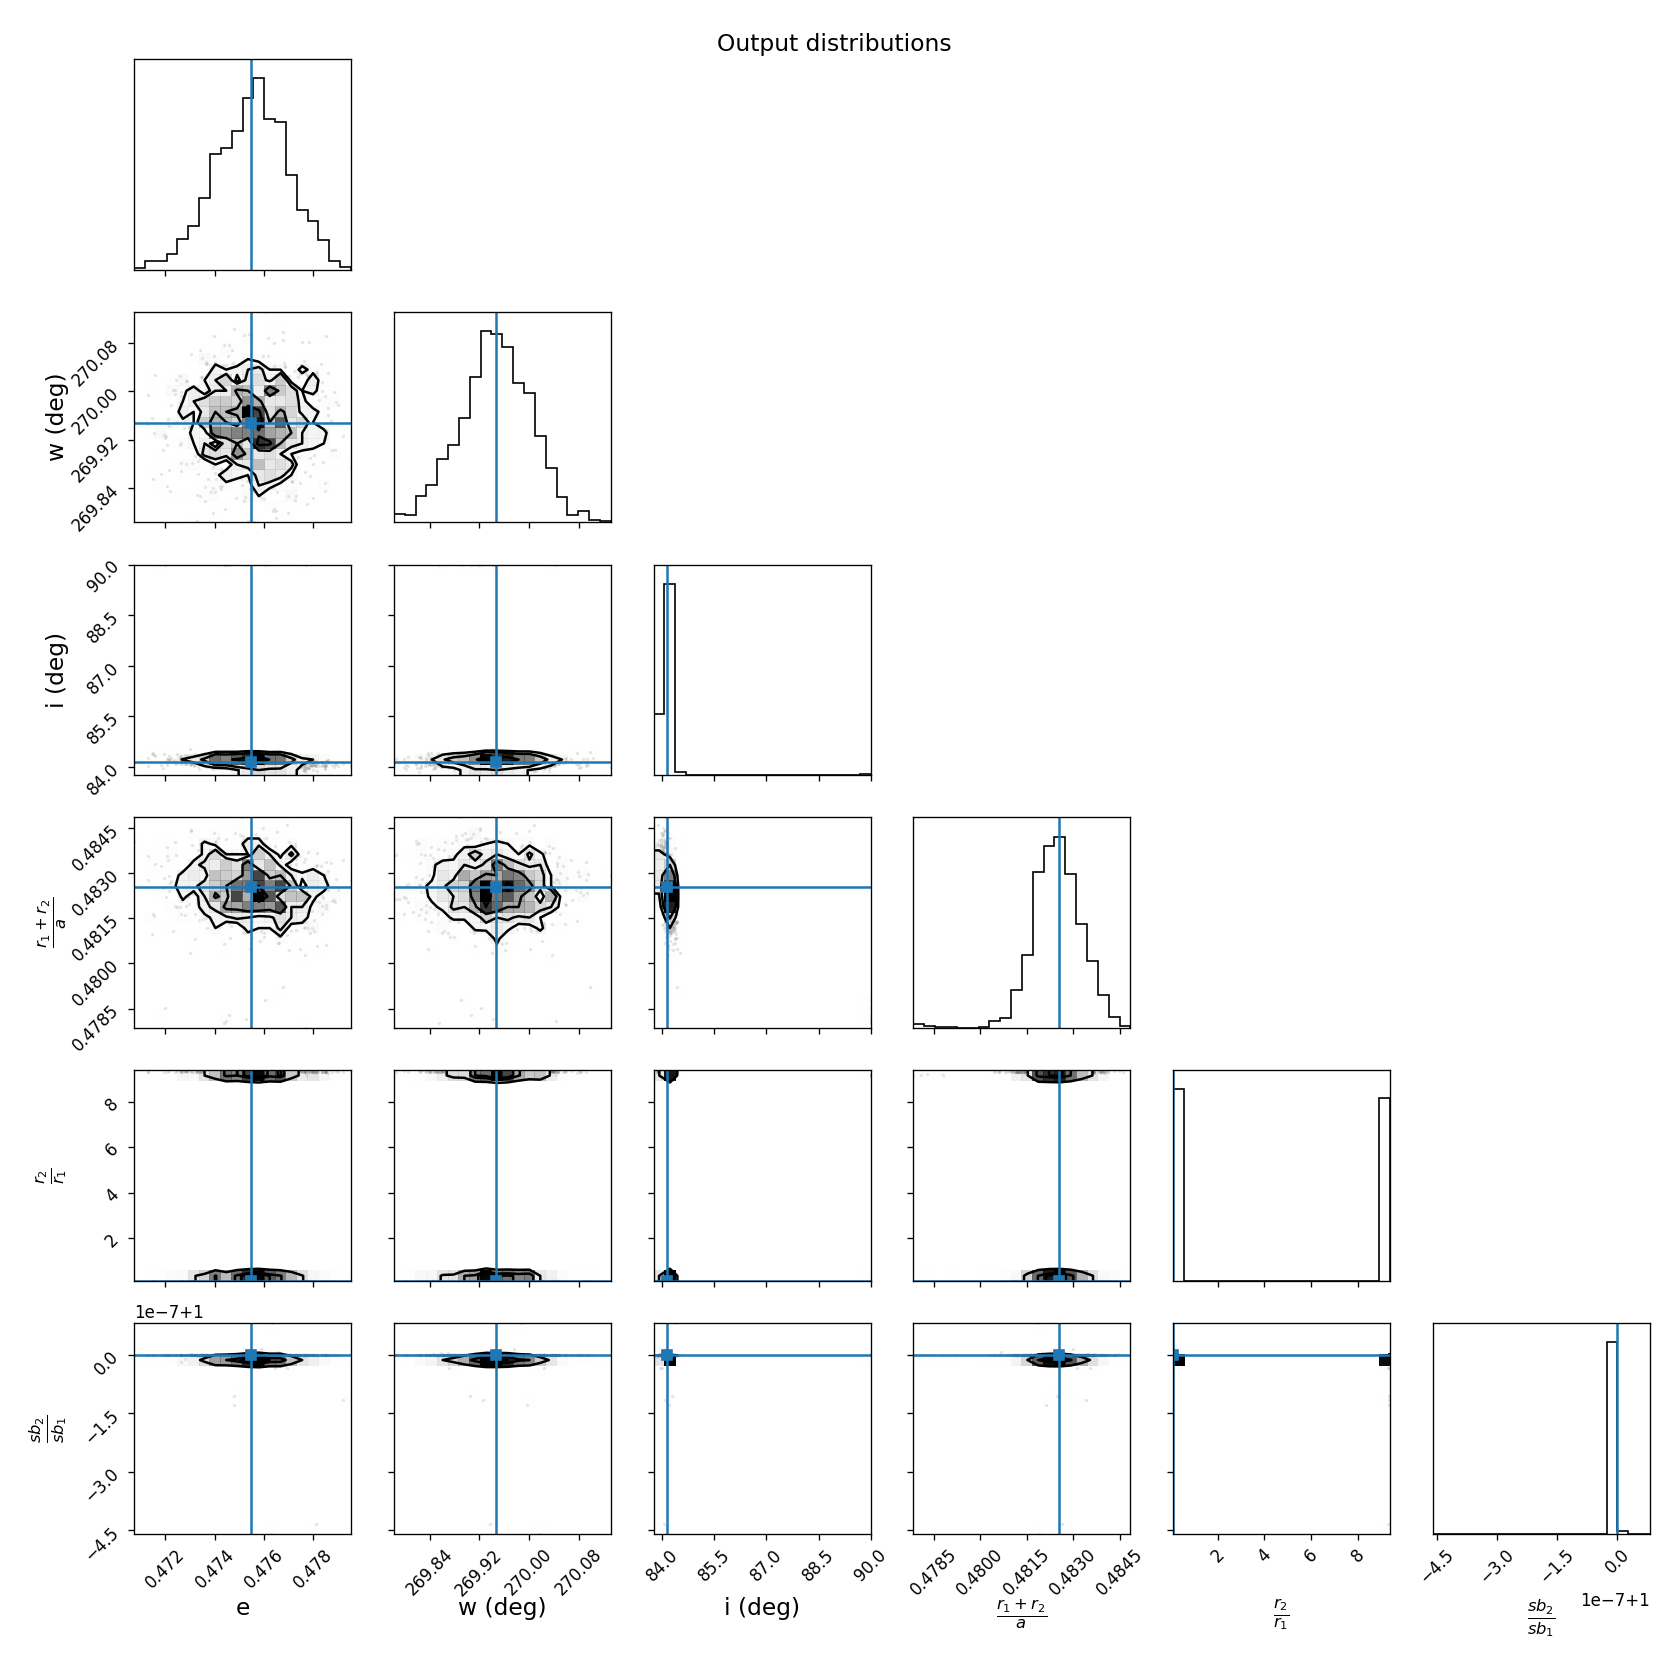 Output distributions
w (deg)
270.08
270.00
269.92
269.84
i (deg)
90.0
88.5
87.0
85.5
84.0
r₁ + r₂
a
0.4845
0.4830
0.4815
0.4800
0.4785
r₂
r₁
8
6
4
2
1e−7+1
sb₂
sb₁
0.0
−1.5
−3.0
−4.5
0.472 0.474 0.476 0.478
e
269.84 269.92 270.00 270.08
w (deg)
84.0 85.5 87.0 88.5 90.0
i (deg)
0.4785 0.4800 0.4815 0.4830 0.4845
r₁ + r₂
a
2 4 6 8
r₂
r₁
−4.5 −3.0 −1.5 0.0
1e−7+1
sb₂
sb₁